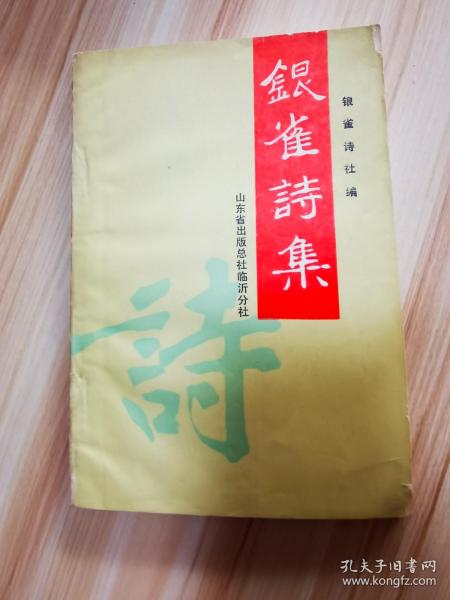 銀雀詩集
银雀诗社编
山东省出版总社临沂分社
詩
孔夫子旧书网
www.kongfz.com